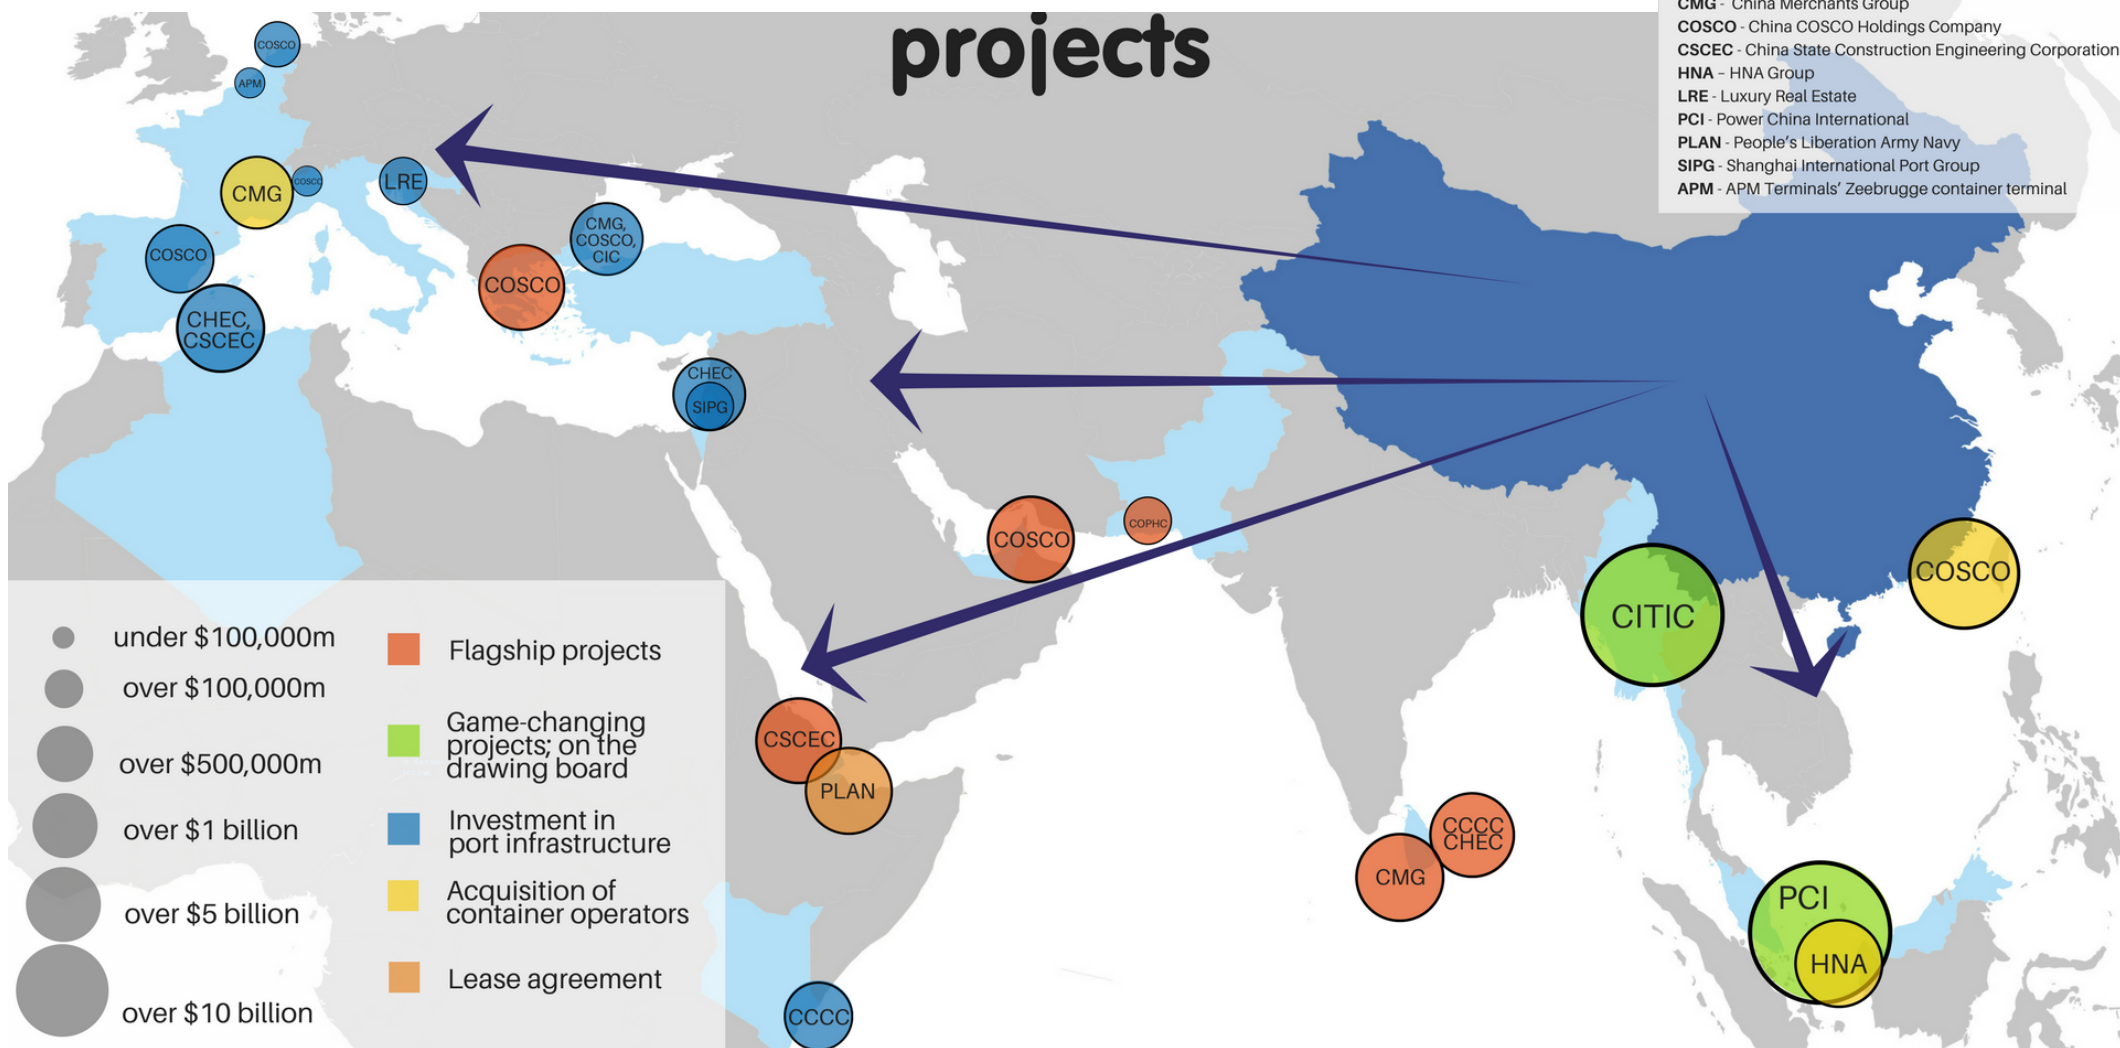 projects
CMG - China Merchants Group
COSCO - China COSCO Holdings Company
CSCEC - China State Construction Engineering Corporation
HNA – HNA Group
LRE - Luxury Real Estate
PCI - Power China International
PLAN - People's Liberation Army Navy
SIPG - Shanghai International Port Group
APM - APM Terminals' Zeebrugge container terminal
COSCO
APM
CMG
COSCO
LRE
COSCO
CMG,
COSCO,
CIC
COSCO
CHEC,
CSCEC
CHEC
SIPG
COSCO
COPHC
CITIC
COSCO
CSCEC
PLAN
CCCC
CHEC
CMG
PCI
HNA
CCCC
under $100,000m
over $100,000m
over $500,000m
over $1 billion
over $5 billion
over $10 billion
Flagship projects
Game-changing
projects; on the
drawing board
Investment in
port infrastructure
Acquisition of
container operators
Lease agreement